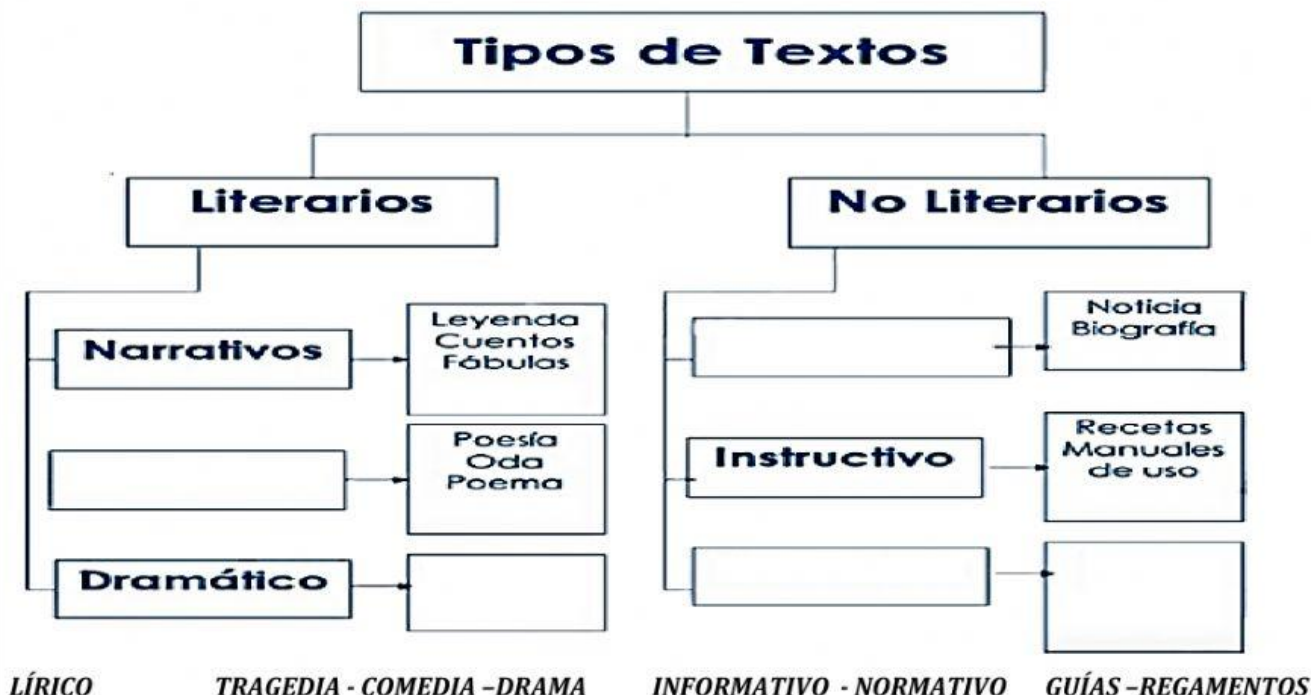 Tipos de Textos
Literarios
Narrativos
Leyenda
Cuentos
Fábulas
Poesía
Oda
Poema
Dramático
No Literarios
Noticia
Biografía
Instructivo
Recetas
Manuales
de uso
LÍRICO TRAGEDIA - COMEDIA –DRAMA INFORMATIVO - NORMATIVO GUÍAS –REGAMENTOS